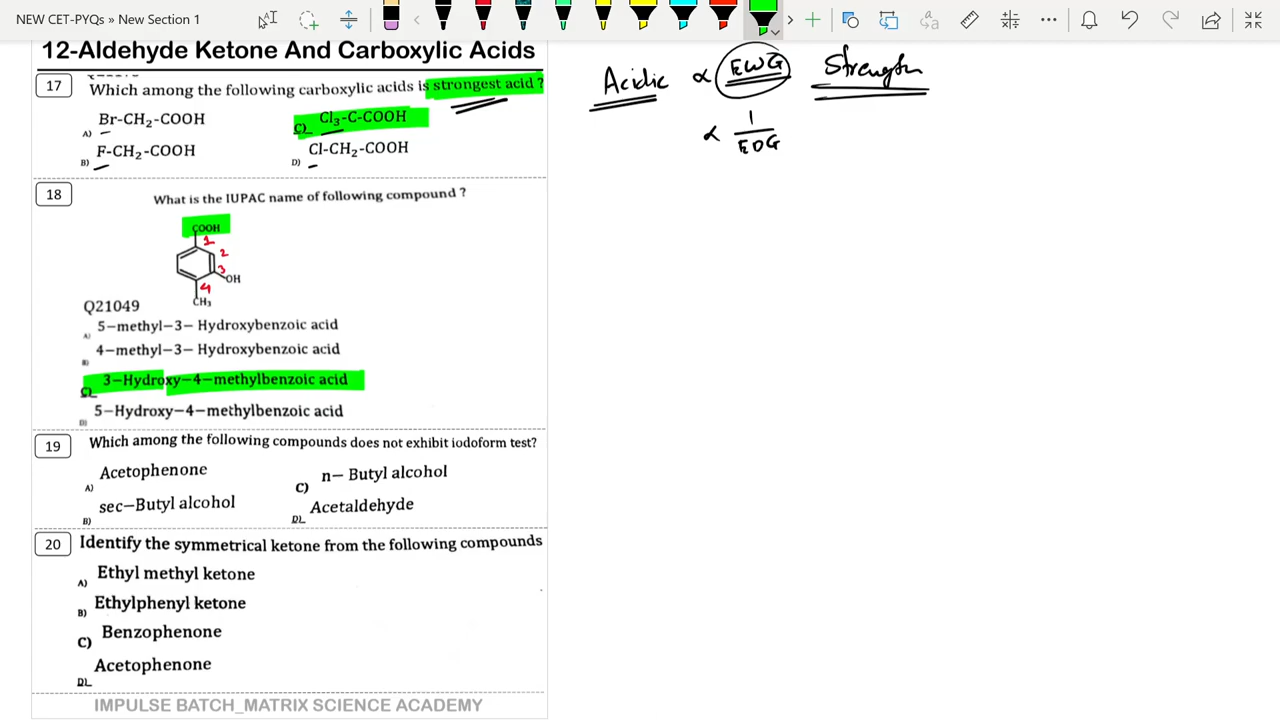 NEW CET-PYQs » New Section 1
12-Aldehyde Ketone And Carboxylic Acids
17
Which among the following carboxylic acids is strongest acid ?
A) Br-CH₂-COOH
C) Cl₃-C-COOH
B) F-CH₂-COOH
D) Cl-CH₂-COOH
18
What is the IUPAC name of following compound ?
COOH
1
2
3
OH
4
CH₃
Q21049
A) 5-methyl-3- Hydroxybenzoic acid
B) 4-methyl-3- Hydroxybenzoic acid
C) 3-Hydroxy-4-methylbenzoic acid
D) 5-Hydroxy-4-methylbenzoic acid
19
Which among the following compounds does not exhibit iodoform test?
A) Acetophenone
C) n- Butyl alcohol
B) sec-Butyl alcohol
D) Acetaldehyde
20
Identify the symmetrical ketone from the following compounds
A) Ethyl methyl ketone
B) Ethylphenyl ketone
C) Benzophenone
D) Acetophenone
IMPULSE BATCH_MATRIX SCIENCE ACADEMY
Acidic ∝ EWG Strength
∝ 1/EDG